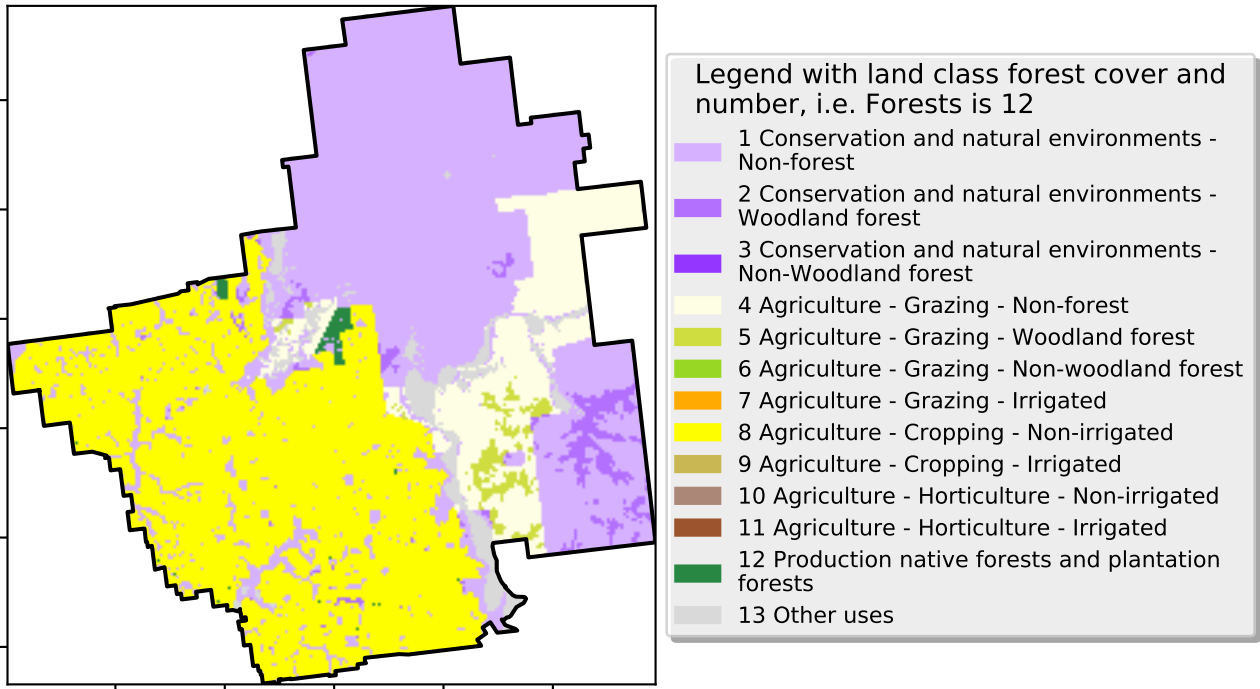 Legend with land class forest cover and
number, i.e. Forests is 12
1 Conservation and natural environments -
Non-forest
2 Conservation and natural environments -
Woodland forest
3 Conservation and natural environments -
Non-Woodland forest
4 Agriculture - Grazing - Non-forest
5 Agriculture - Grazing - Woodland forest
6 Agriculture - Grazing - Non-woodland forest
7 Agriculture - Grazing - Irrigated
8 Agriculture - Cropping - Non-irrigated
9 Agriculture - Cropping - Irrigated
10 Agriculture - Horticulture - Non-irrigated
11 Agriculture - Horticulture - Irrigated
12 Production native forests and plantation
forests
13 Other uses